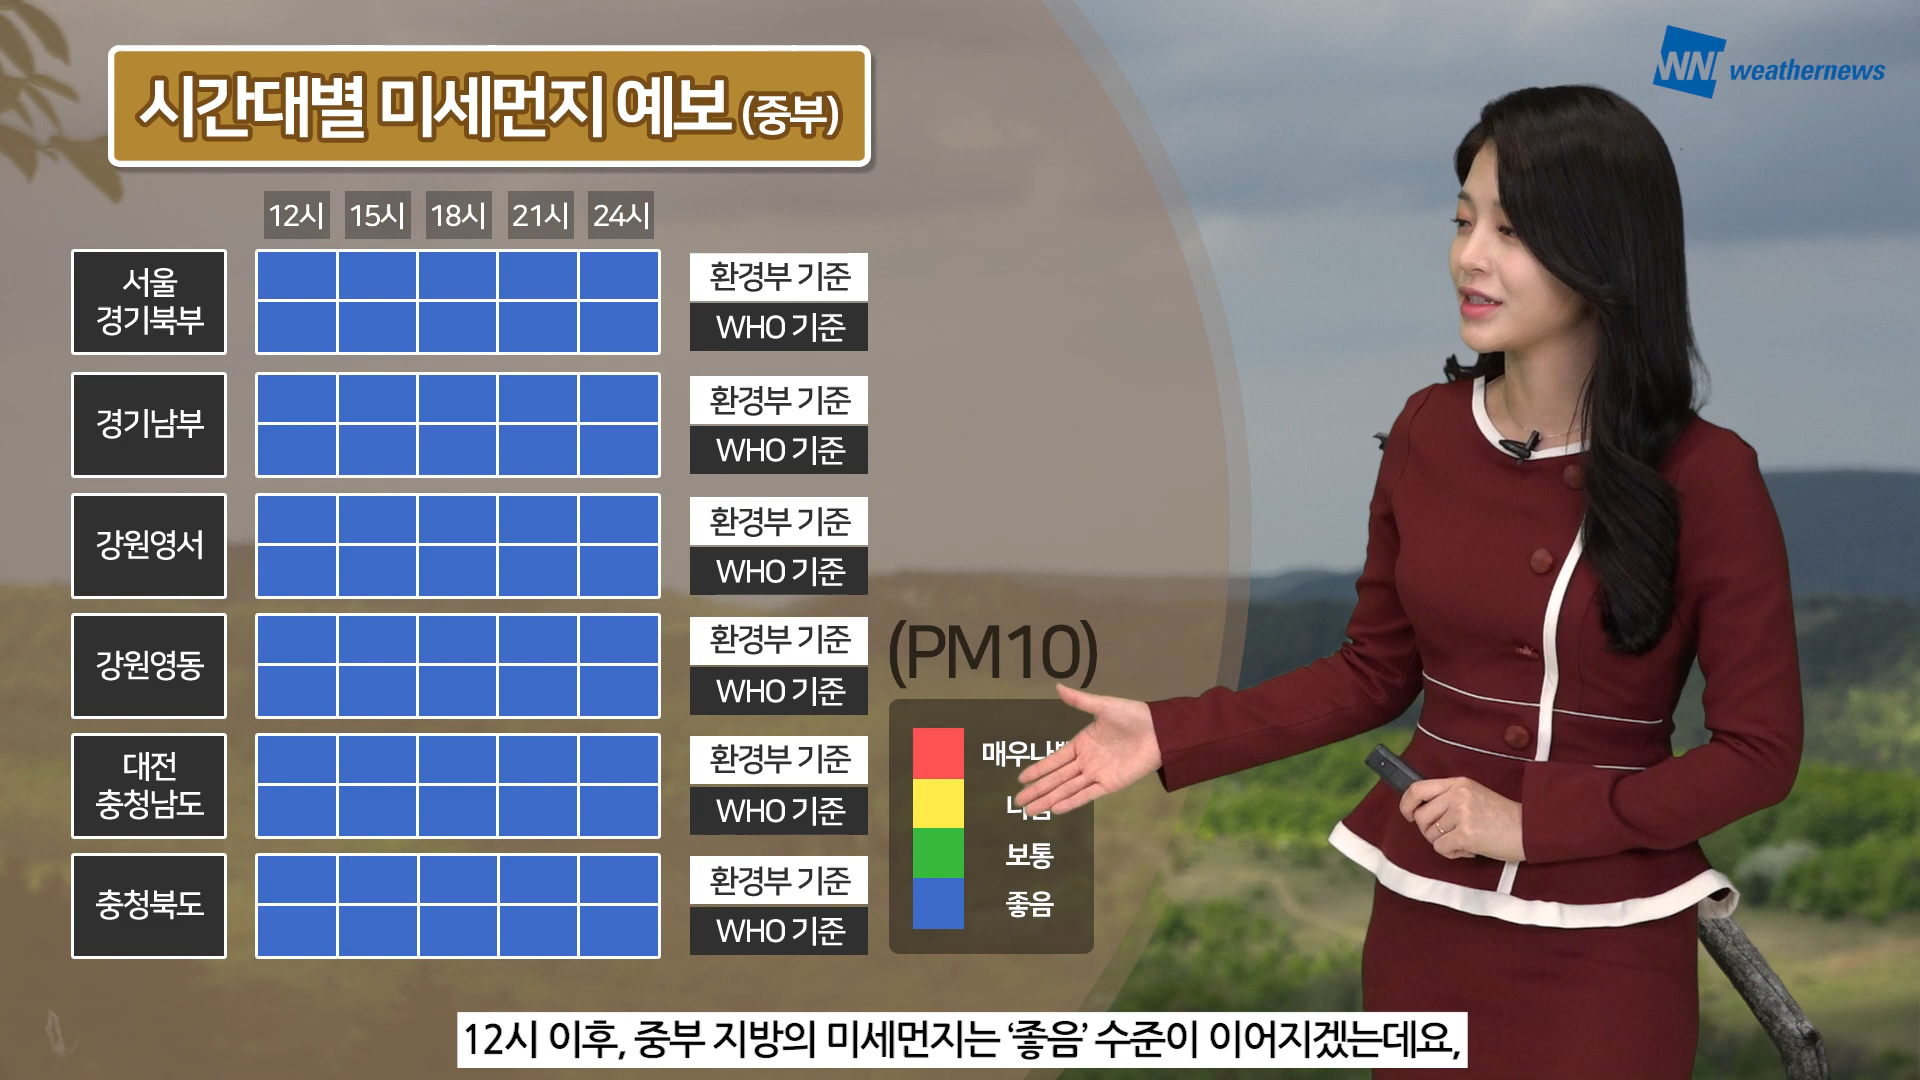 시간대별 미세먼지 예보 (중부)
WN weathernews
12시 15시 18시 21시 24시
서울
경기북부
환경부 기준
WHO 기준
경기남부
환경부 기준
WHO 기준
강원영서
환경부 기준
WHO 기준
강원영동
환경부 기준
WHO 기준
대전
충청남도
환경부 기준
WHO 기준
충청북도
환경부 기준
WHO 기준
(PM10)
보통
좋음
12시 이후, 중부 지방의 미세먼지는 ‘좋음’ 수준이 이어지겠는데요,